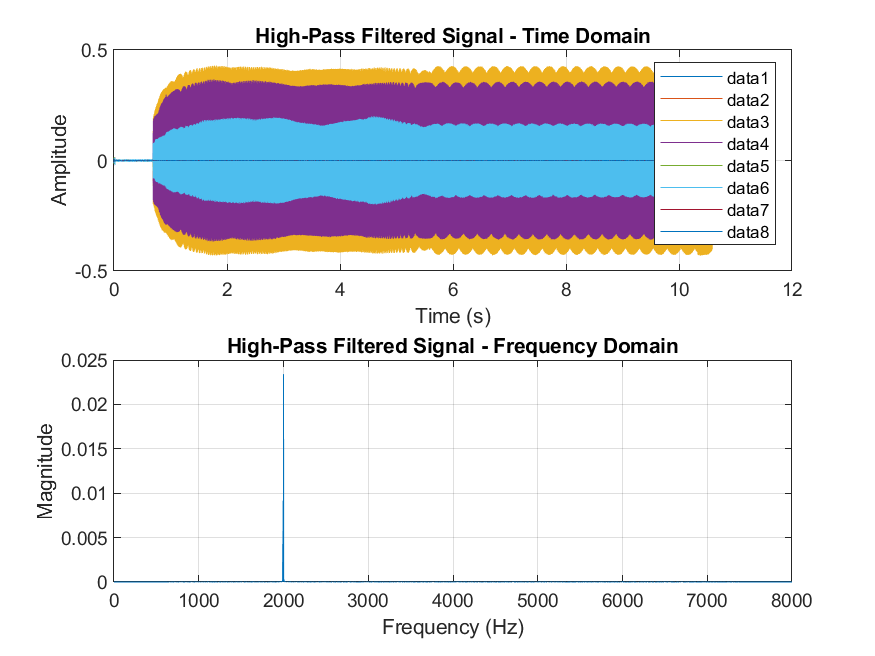 High-Pass Filtered Signal - Time Domain
0.5
0
-0.5
Amplitude
data1
data2
data3
data4
data5
data6
data7
data8
0 2 4 6 8 10 12
Time (s)
High-Pass Filtered Signal - Frequency Domain
0.025
0.02
0.015
0.01
0.005
0
Magnitude
0 1000 2000 3000 4000 5000 6000 7000 8000
Frequency (Hz)